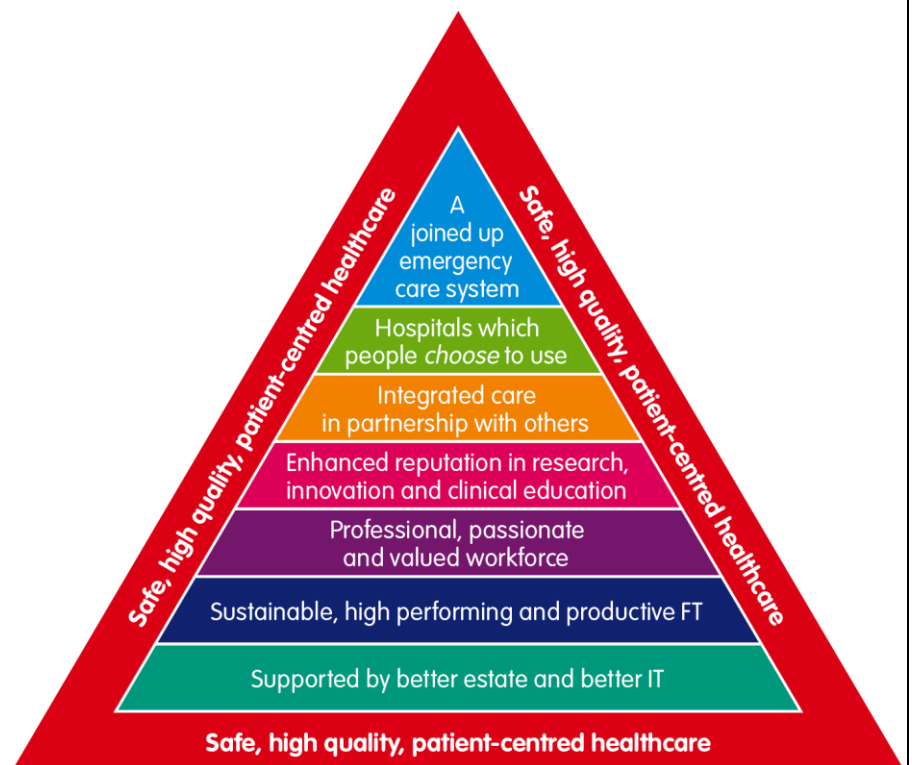 Safe, high quality, patient-centred healthcare
Safe, high quality, patient-centred healthcare
A
joined up
emergency
care system
Hospitals which
people choose to use
Integrated care
in partnership with others
Enhanced reputation in research,
innovation and clinical education
Professional, passionate
and valued workforce
Sustainable, high performing and productive FT
Supported by better estate and better IT
Safe, high quality, patient-centred healthcare